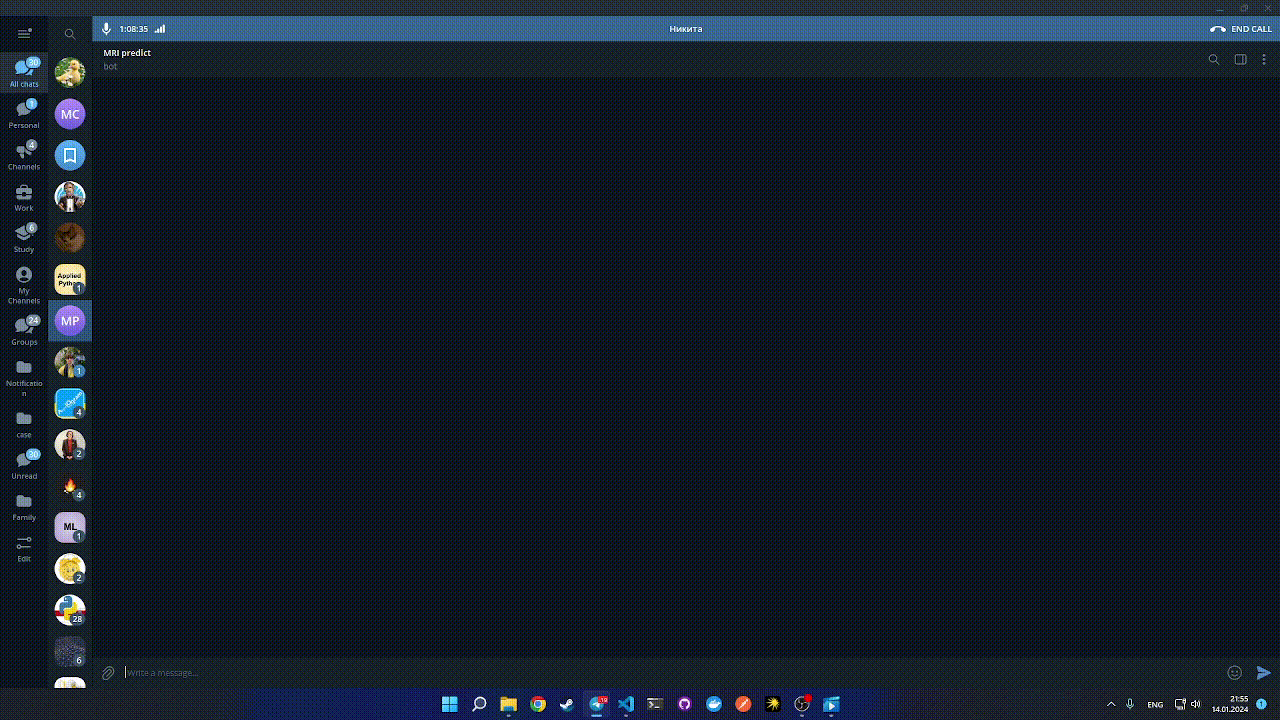 1:08:35
Никита
END CALL
MRI predict
bot
30
All chats
1
Personal
4
Channels
Work
6
Study
My
Channels
24
Groups
Notificatio
n
case
30
Unread
Family
Edit
MC
Applied
1
MP
1
4
2
4
ML
1
2
28
6
Write a message...
ENG
21:55
14.01.2024
1